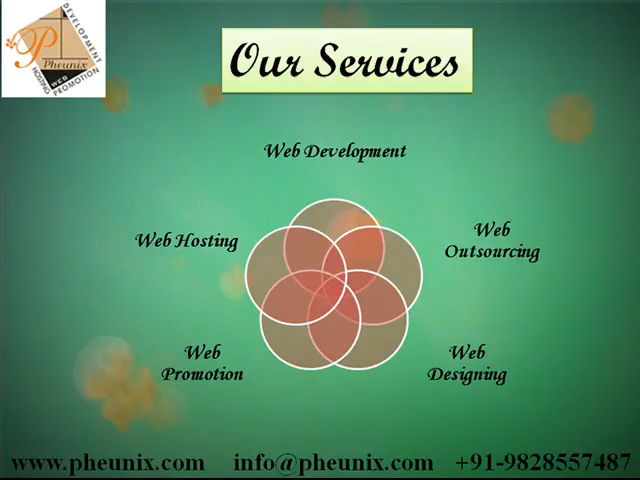 P
Pheunix
DEVELOPMENT
HOSTING
WEB
PROMOTION
Our Services
Web Development
Web Hosting
Web
Outsourcing
Web
Promotion
Web
Designing
www.pheunix.com info@pheunix.com +91-9828557487